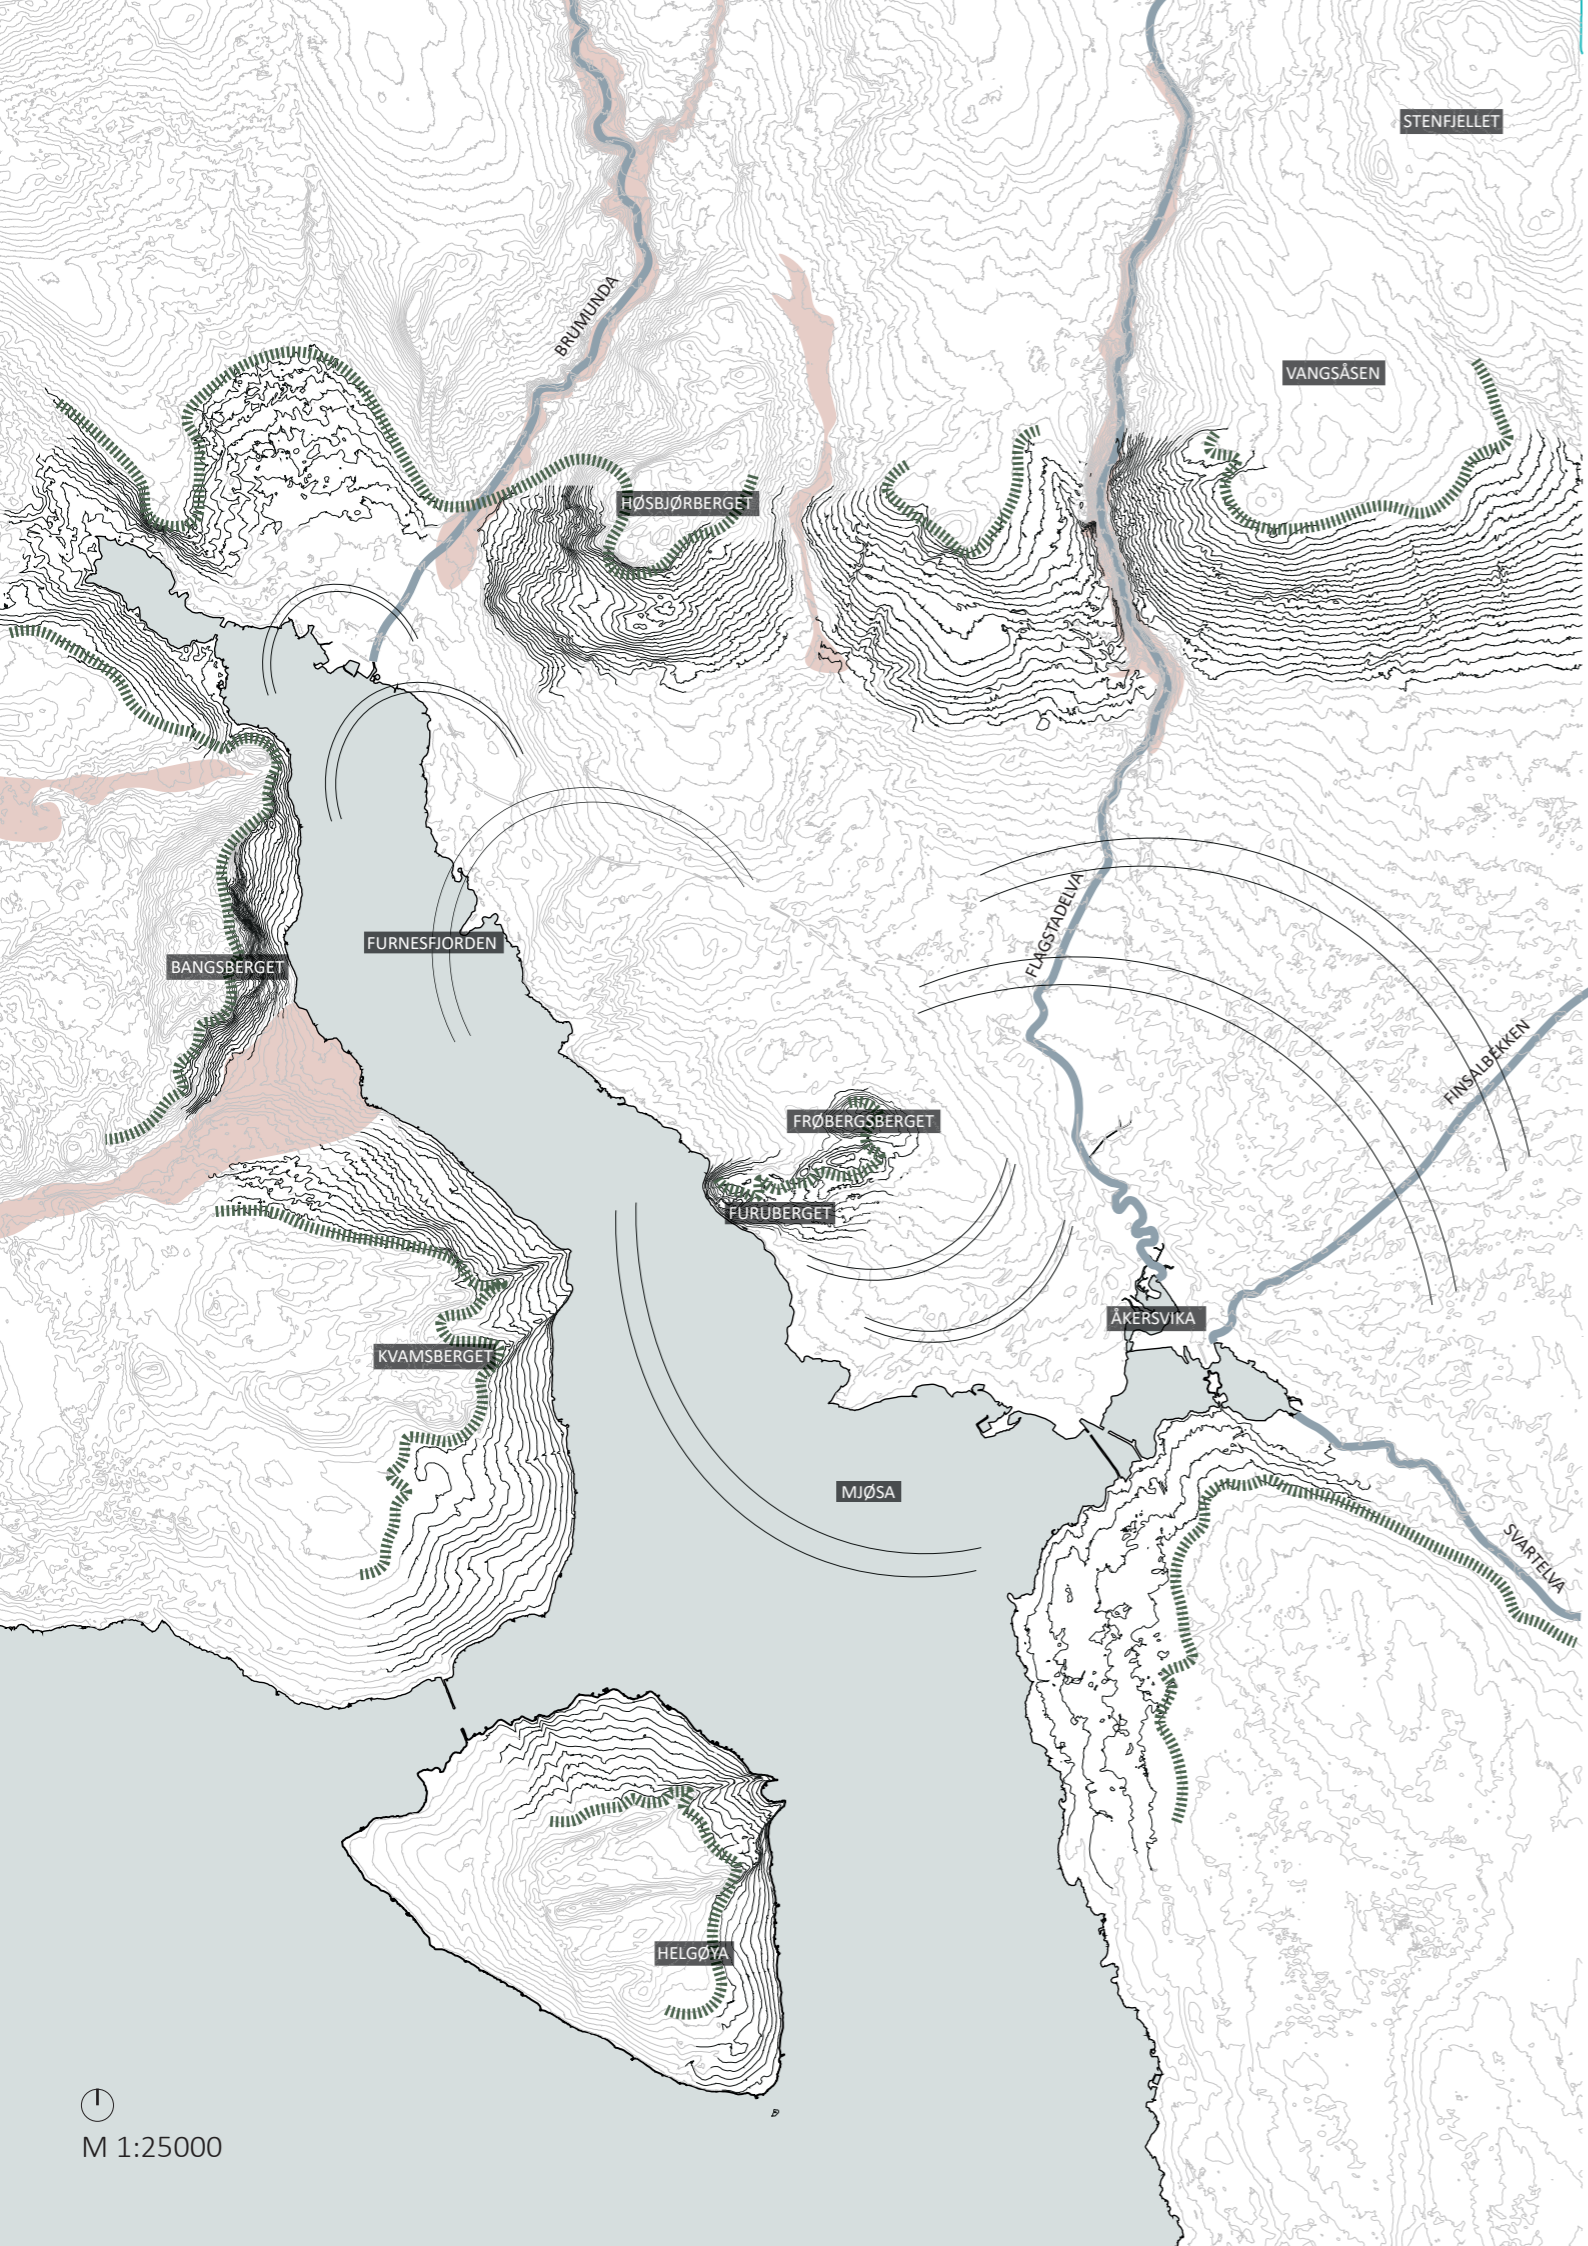 STENFJELLET
BRUMUNDA
VANGSÅSEN
HØSBJØRBERGET
FLAGSTADELVA
FURNESFJORDEN
BANGSBERGET
FINSALBEKKEN
FRØBERGSBERGET
FURUBERGET
ÅKERSVIKA
KVAMSBERGET
MJØSA
SVARTELVA
HELGØYA
M 1:25000